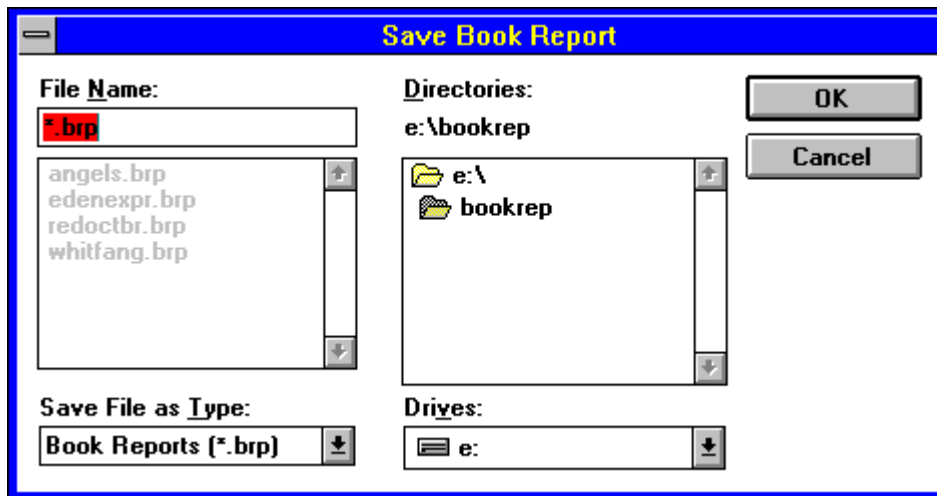 Save Book Report
File Name:
*.brp
angels.brp
edenexpr.brp
redoctbr.brp
whitfang.brp
Save File as Type:
Book Reports (*.brp)
Directories:
e:\bookrep
e:\
bookrep
Drives:
e:
OK
Cancel